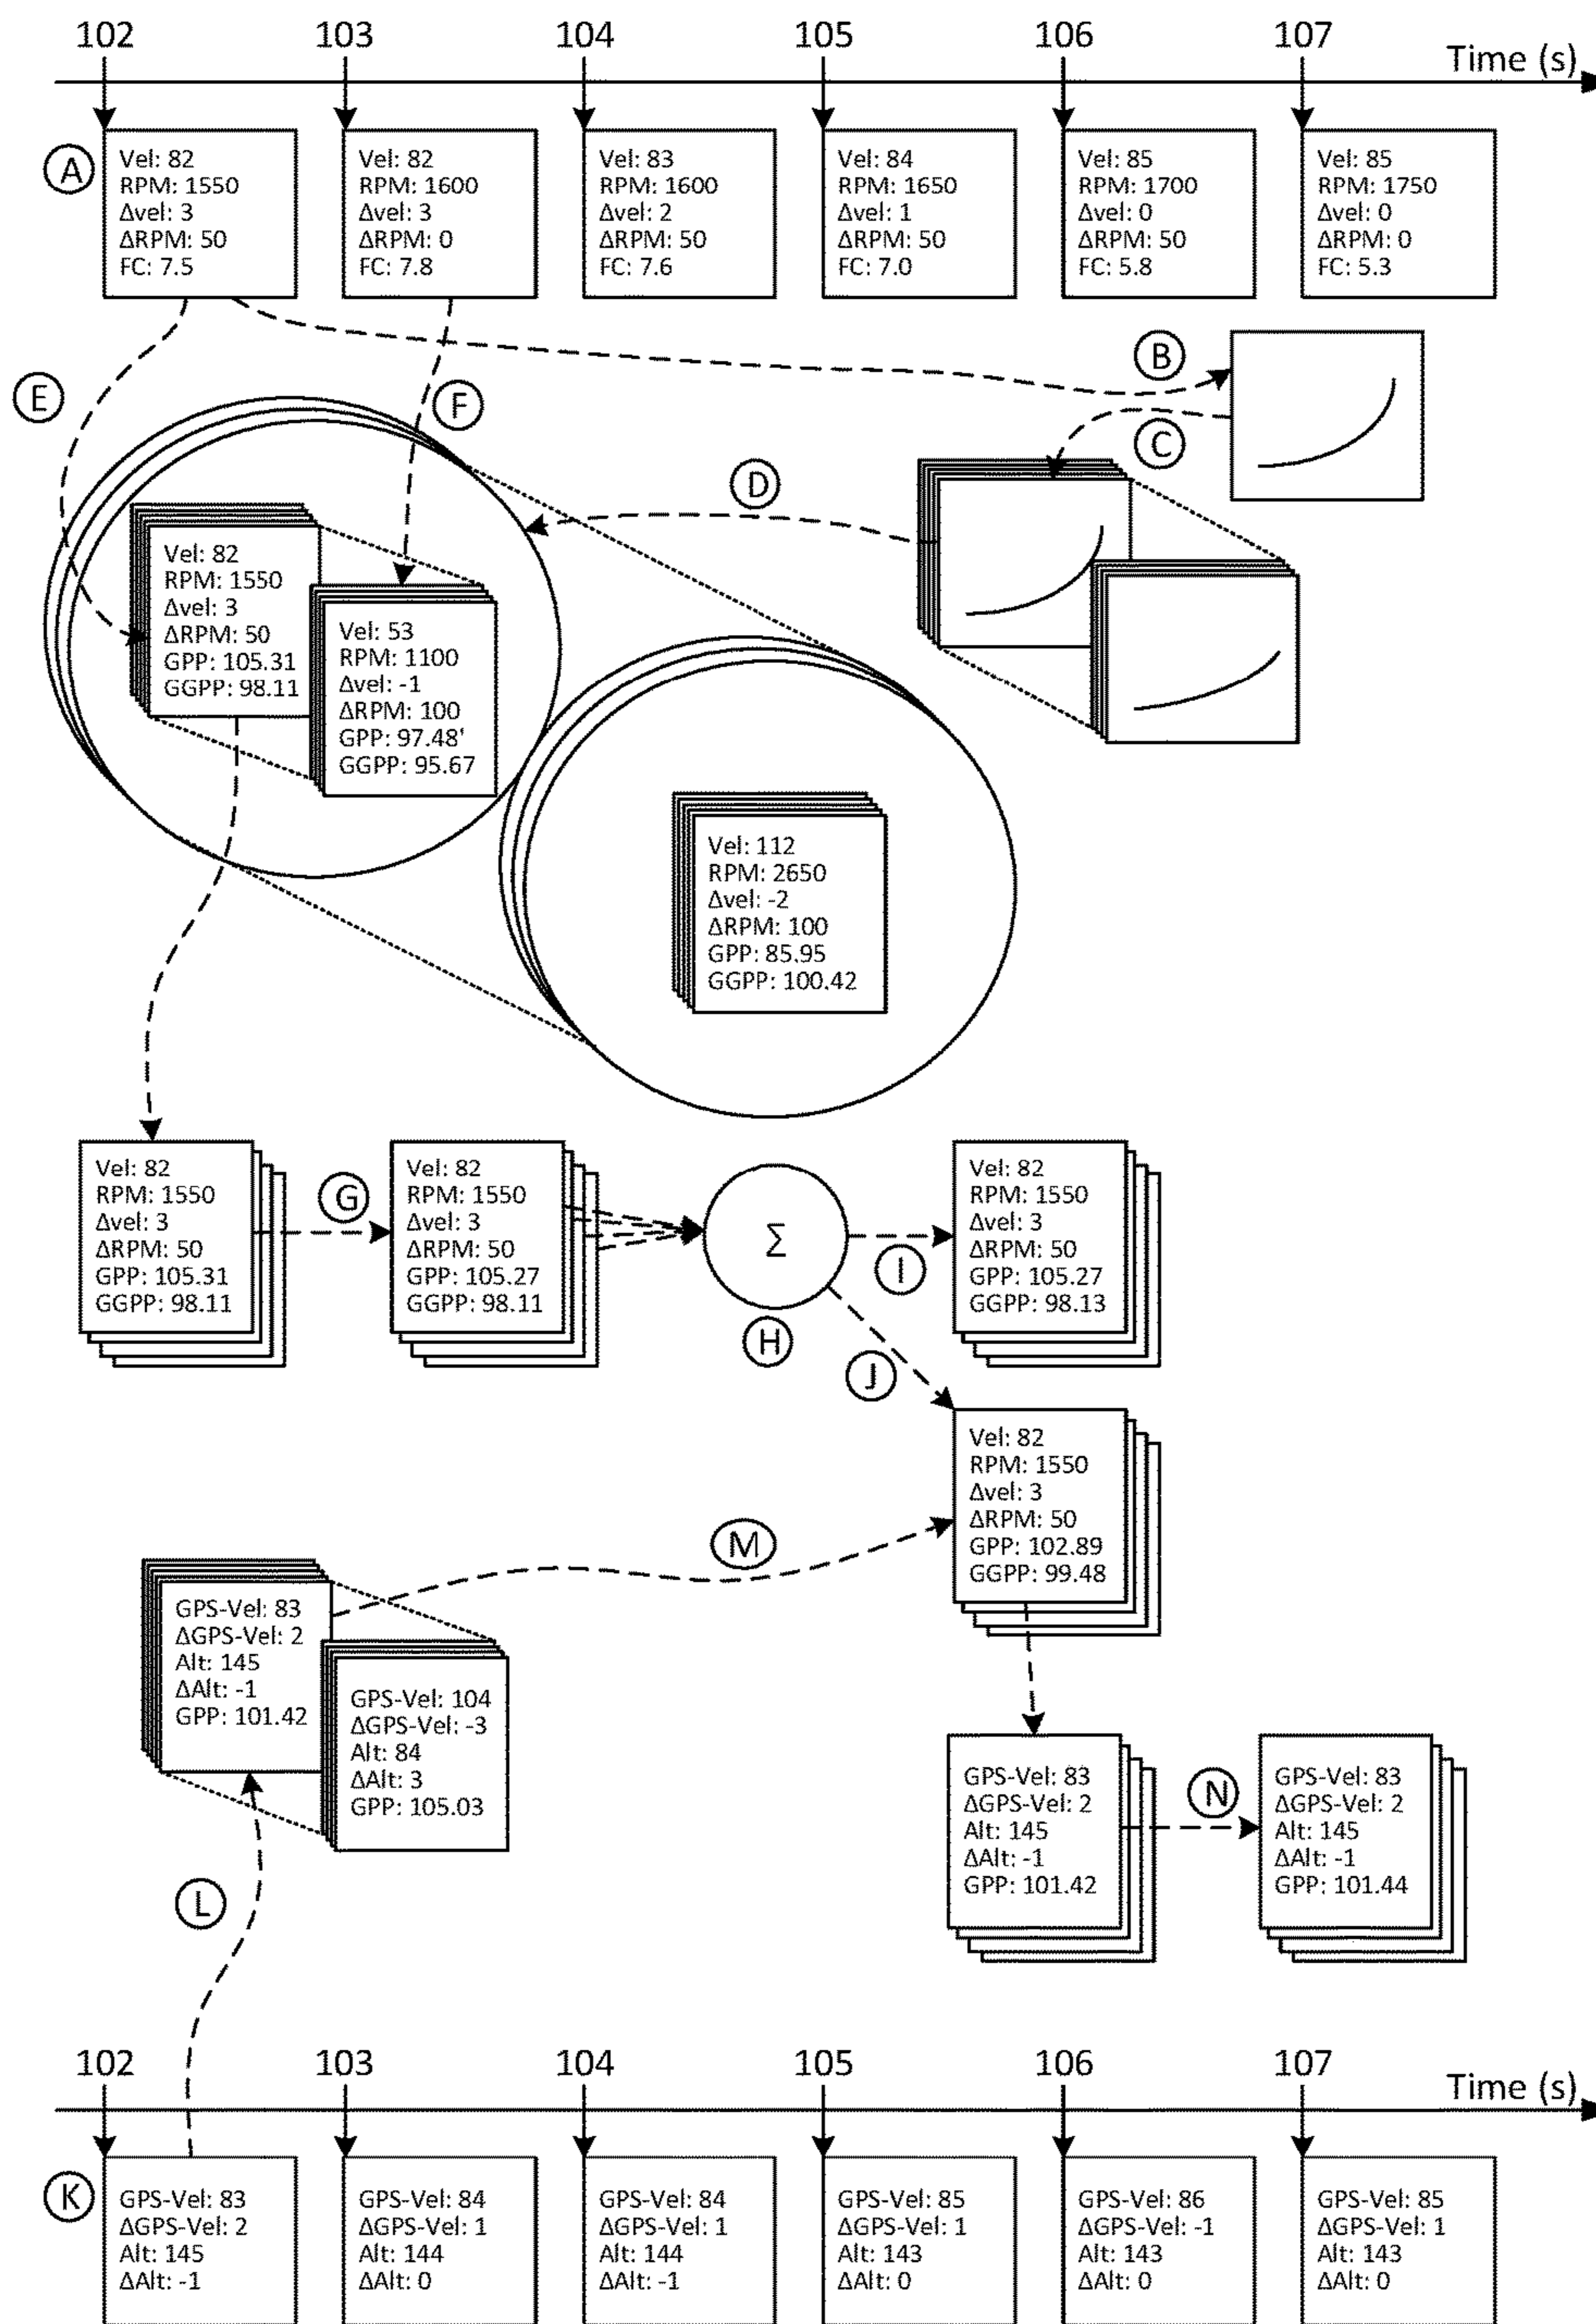 102 103 104 105 106 107
Time (s)
A
Vel: 82
RPM: 1550
Δvel: 3
ΔRPM: 50
FC: 7.5
Vel: 82
RPM: 1600
Δvel: 3
ΔRPM: 0
FC: 7.8
Vel: 83
RPM: 1600
Δvel: 2
ΔRPM: 50
FC: 7.6
Vel: 84
RPM: 1650
Δvel: 1
ΔRPM: 50
FC: 7.0
Vel: 85
RPM: 1700
Δvel: 0
ΔRPM: 50
FC: 5.8
Vel: 85
RPM: 1750
Δvel: 0
ΔRPM: 0
FC: 5.3
B
E
F
C
D
Vel: 82
RPM: 1550
Δvel: 3
ΔRPM: 50
GPP: 105.31
GGPP: 98.11
Vel: 53
RPM: 1100
Δvel: -1
ΔRPM: 100
GPP: 97.48'
GGPP: 95.67
Vel: 112
RPM: 2650
Δvel: -2
ΔRPM: 100
GPP: 85.95
GGPP: 100.42
Vel: 82
RPM: 1550
Δvel: 3
ΔRPM: 50
GPP: 105.31
GGPP: 98.11
G
Vel: 82
RPM: 1550
Δvel: 3
ΔRPM: 50
GPP: 105.27
GGPP: 98.11
Σ
H
I
Vel: 82
RPM: 1550
Δvel: 3
ΔRPM: 50
GPP: 105.27
GGPP: 98.13
J
Vel: 82
RPM: 1550
Δvel: 3
ΔRPM: 50
GPP: 102.89
GGPP: 99.48
M
GPS-Vel: 83
ΔGPS-Vel: 2
Alt: 145
ΔAlt: -1
GPP: 101.42
GPS-Vel: 104
ΔGPS-Vel: -3
Alt: 84
ΔAlt: 3
GPP: 105.03
GPS-Vel: 83
ΔGPS-Vel: 2
Alt: 145
ΔAlt: -1
GPP: 101.42
N
GPS-Vel: 83
ΔGPS-Vel: 2
Alt: 145
ΔAlt: -1
GPP: 101.44
L
102 103 104 105 106 107
Time (s)
K
GPS-Vel: 83
ΔGPS-Vel: 2
Alt: 145
ΔAlt: -1
GPS-Vel: 84
ΔGPS-Vel: 1
Alt: 144
ΔAlt: 0
GPS-Vel: 84
ΔGPS-Vel: 1
Alt: 144
ΔAlt: -1
GPS-Vel: 85
ΔGPS-Vel: 1
Alt: 143
ΔAlt: 0
GPS-Vel: 86
ΔGPS-Vel: -1
Alt: 143
ΔAlt: 0
GPS-Vel: 85
ΔGPS-Vel: 1
Alt: 143
ΔAlt: 0